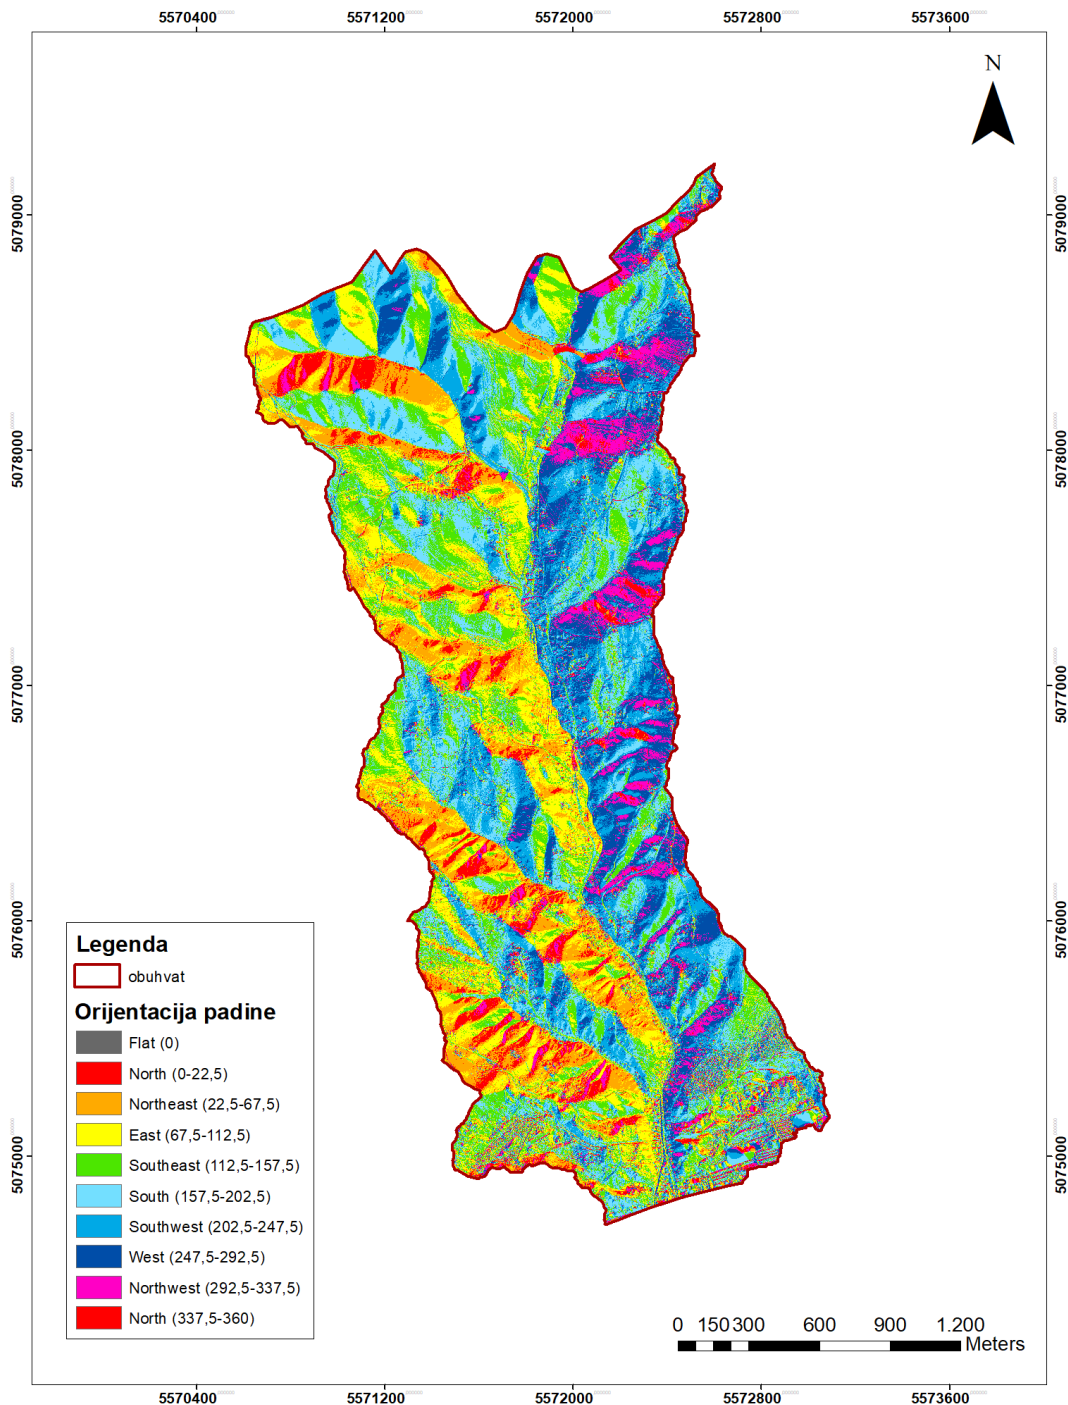 5570400 5571200 5572000 5572800 5573600
N
5079000 5079000
5078000 5078000
5077000 5077000
5076000 5076000
5075000 5075000
Legenda
obuhvat
Orijentacija padine
Flat (0)
North (0-22,5)
Northeast (22,5-67,5)
East (67,5-112,5)
Southeast (112,5-157,5)
South (157,5-202,5)
Southwest (202,5-247,5)
West (247,5-292,5)
Northwest (292,5-337,5)
North (337,5-360)
0 150 300 600 900 1.200
Meters
5570400 5571200 5572000 5572800 5573600